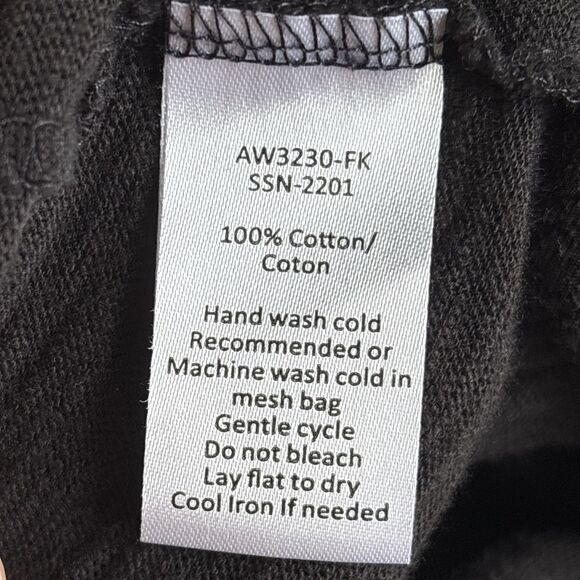 AW3230-FK
SSN-2201
100% Cotton/
Coton
Hand wash cold
Recommended or
Machine wash cold in
mesh bag
Gentle cycle
Do not bleach
Lay flat to dry
Cool Iron If needed